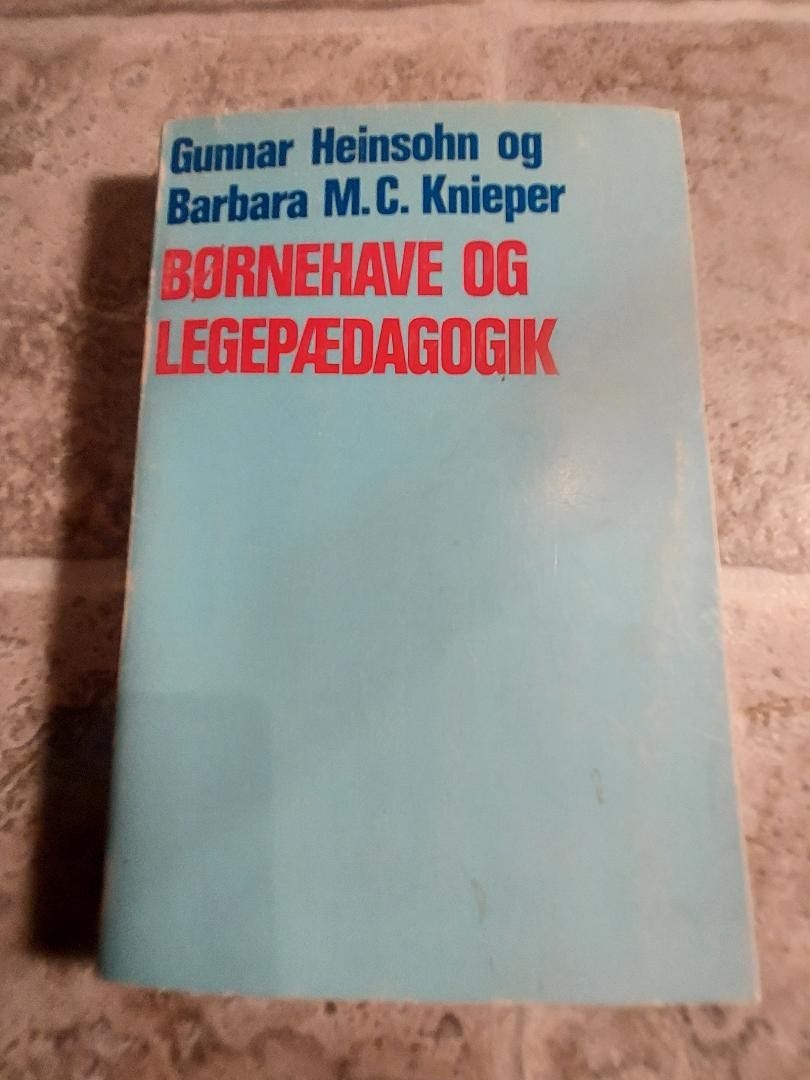 Gunnar Heinsohn og
Barbara M.C. Knieper
BØRNEHAVE OG
LEGEPÆDAGOGIK